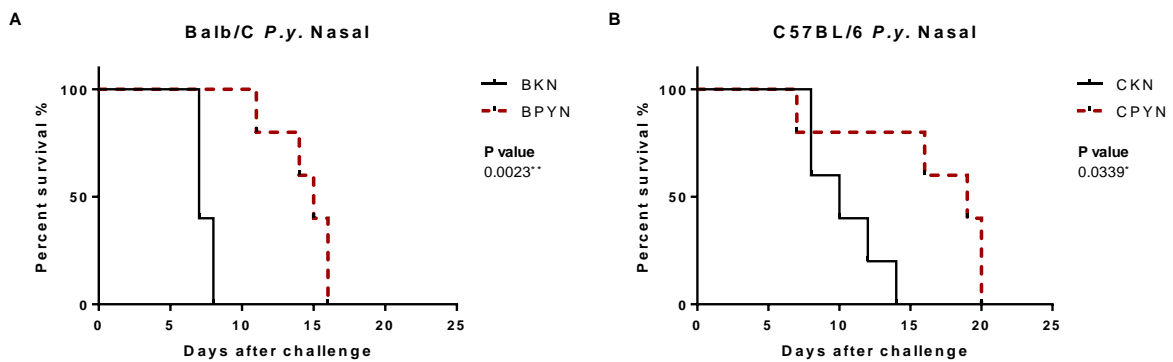 A
Balb/C P.y. Nasal
Percent survival %
100
50
0
0 5 10 15 20 25
Days after challenge
BKN
BPYN
P value
0.0023**
B
C57BL/6 P.y. Nasal
Percent survival %
100
50
0
0 5 10 15 20 25
Days after challenge
CKN
CPYN
P value
0.0339*